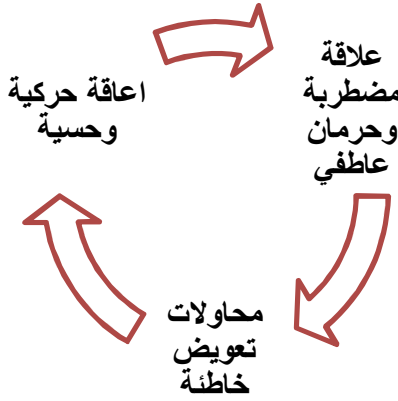 علاقة
مضطربة
وحرمان
عاطفي
محاولات
تعويض
خاطئة
اعاقة حركية
وحسية